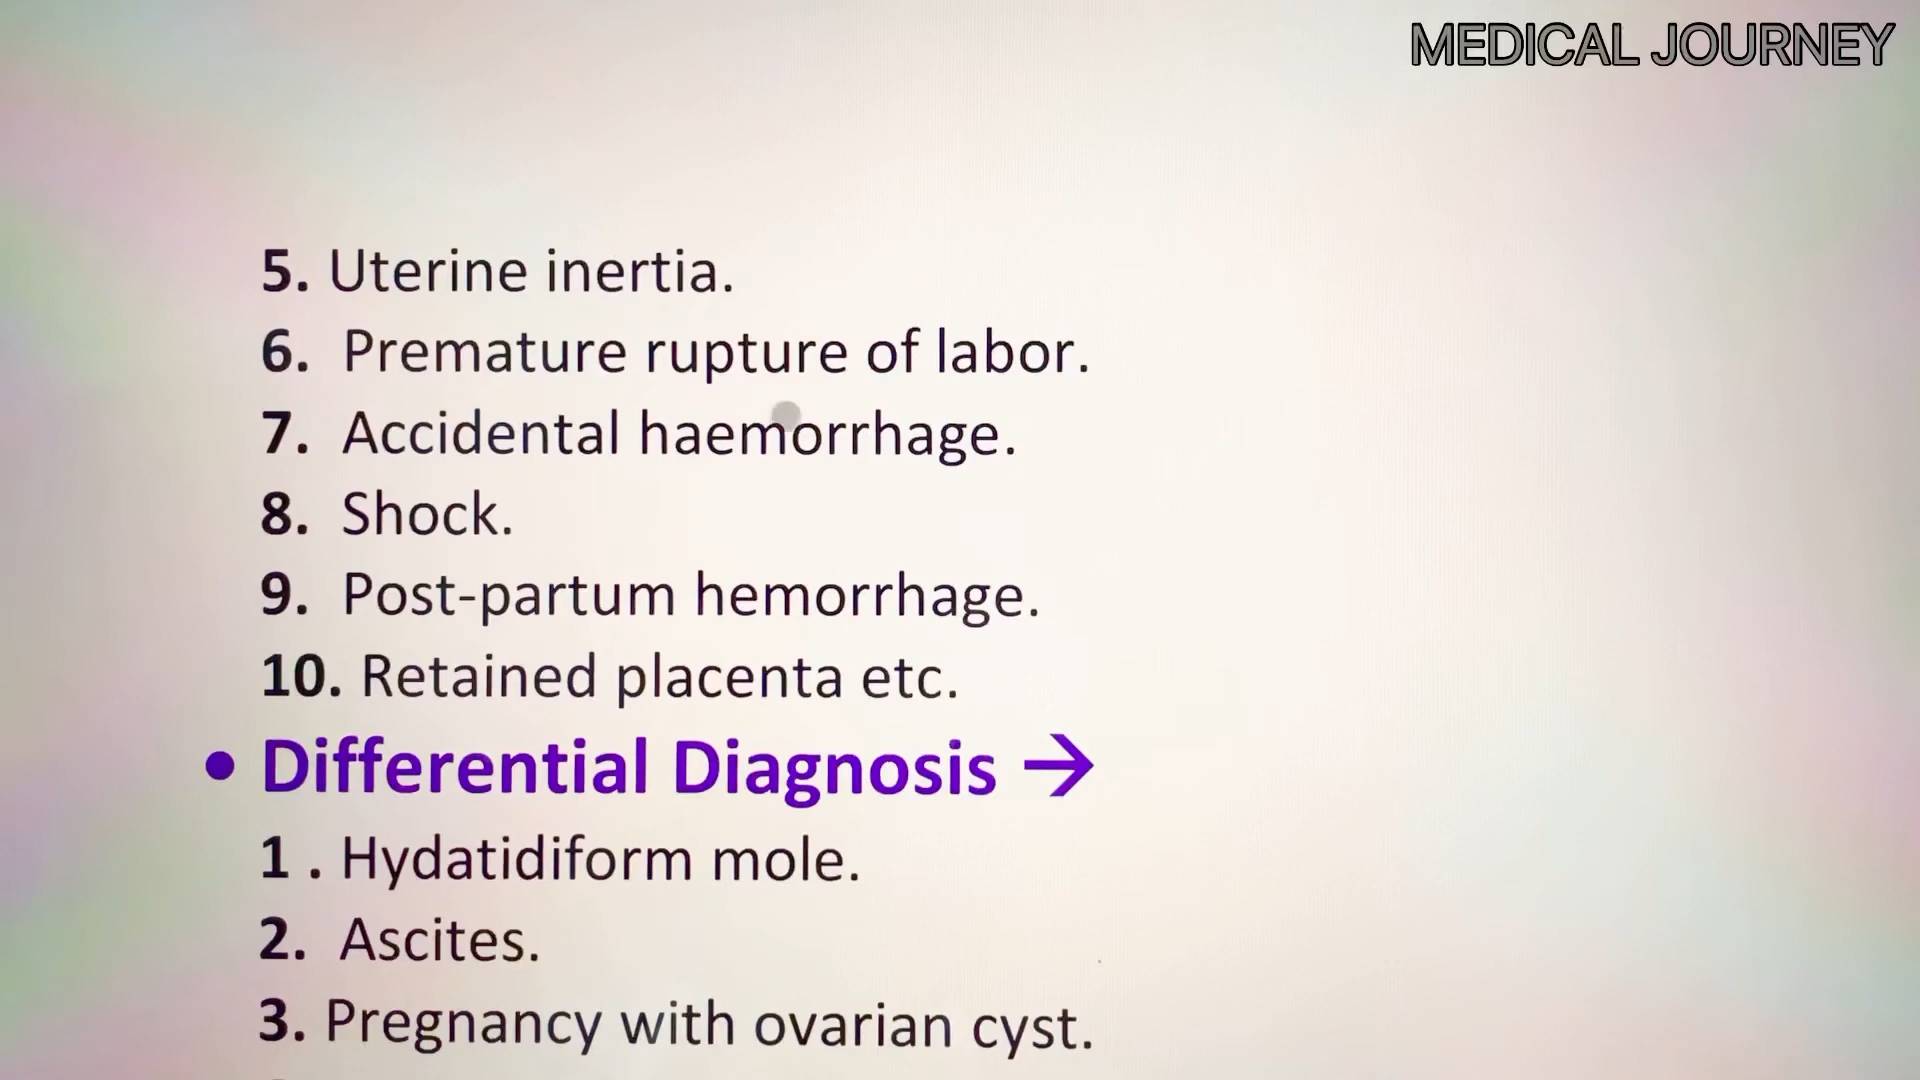 MEDICAL JOURNEY
5. Uterine inertia.
6. Premature rupture of labor.
7. Accidental haemorrhage.
8. Shock.
9. Post-partum hemorrhage.
10. Retained placenta etc.
• Differential Diagnosis →
1 . Hydatidiform mole.
2. Ascites.
3. Pregnancy with ovarian cyst.